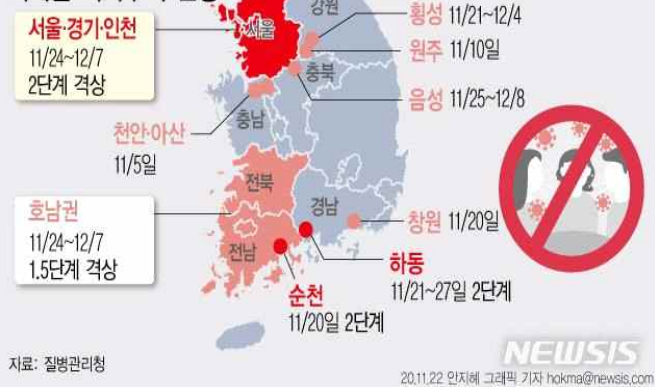 강원
횡성 11/21~12/4
서울·경기·인천
11/24~12/7
2단계 격상
서울
원주 11/10일
충북
음성 11/25~12/8
충남
천안·아산
11/5일
전북
호남권
11/24~12/7
1.5단계 격상
경남
창원 11/20일
전남
하동
11/21~27일 2단계
순천
11/20일 2단계
자료: 질병관리청
NEWSIS
20.11.22 안지혜 그래픽 기자 hokma@newsis.com